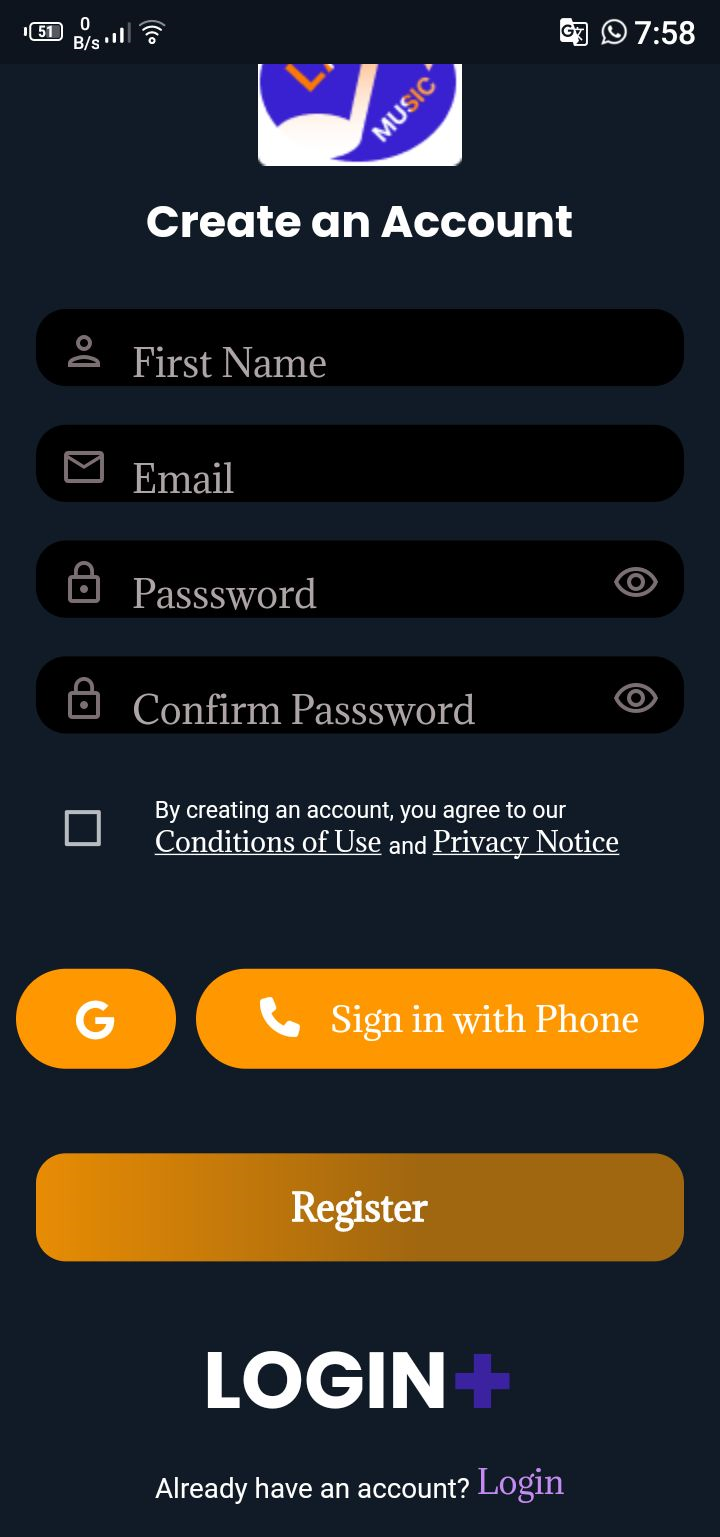 51 0 B/s 7:58
MUSIC
Create an Account
First Name
Email
Passsword
Confirm Passsword
By creating an account, you agree to our
Conditions of Use and Privacy Notice
G Sign in with Phone
Register
LOGIN+
Already have an account? Login